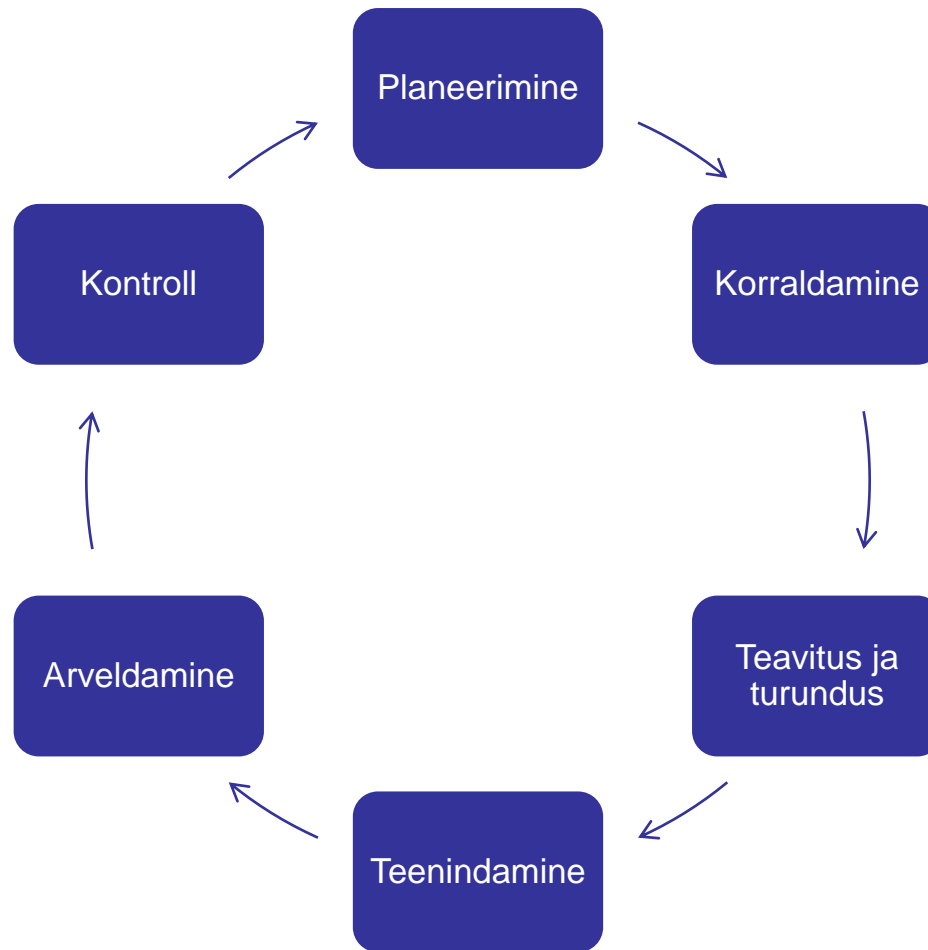 Planeerimine
Korraldamine
Teavitus ja
turundus
Teenindamine
Arveldamine
Kontroll